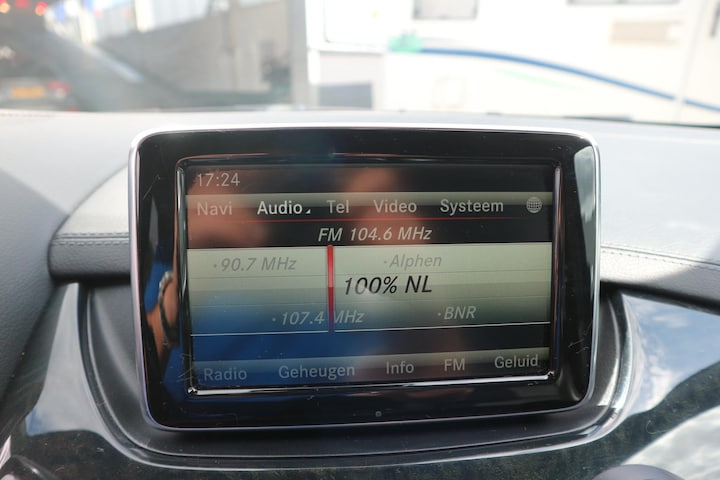 17:24
Navi Audio Tel Video Systeem
FM 104.6 MHz
90.7 MHz ·Alphen
100% NL
·107.4 MHz ·BNR
Radio Geheugen Info FM Geluid